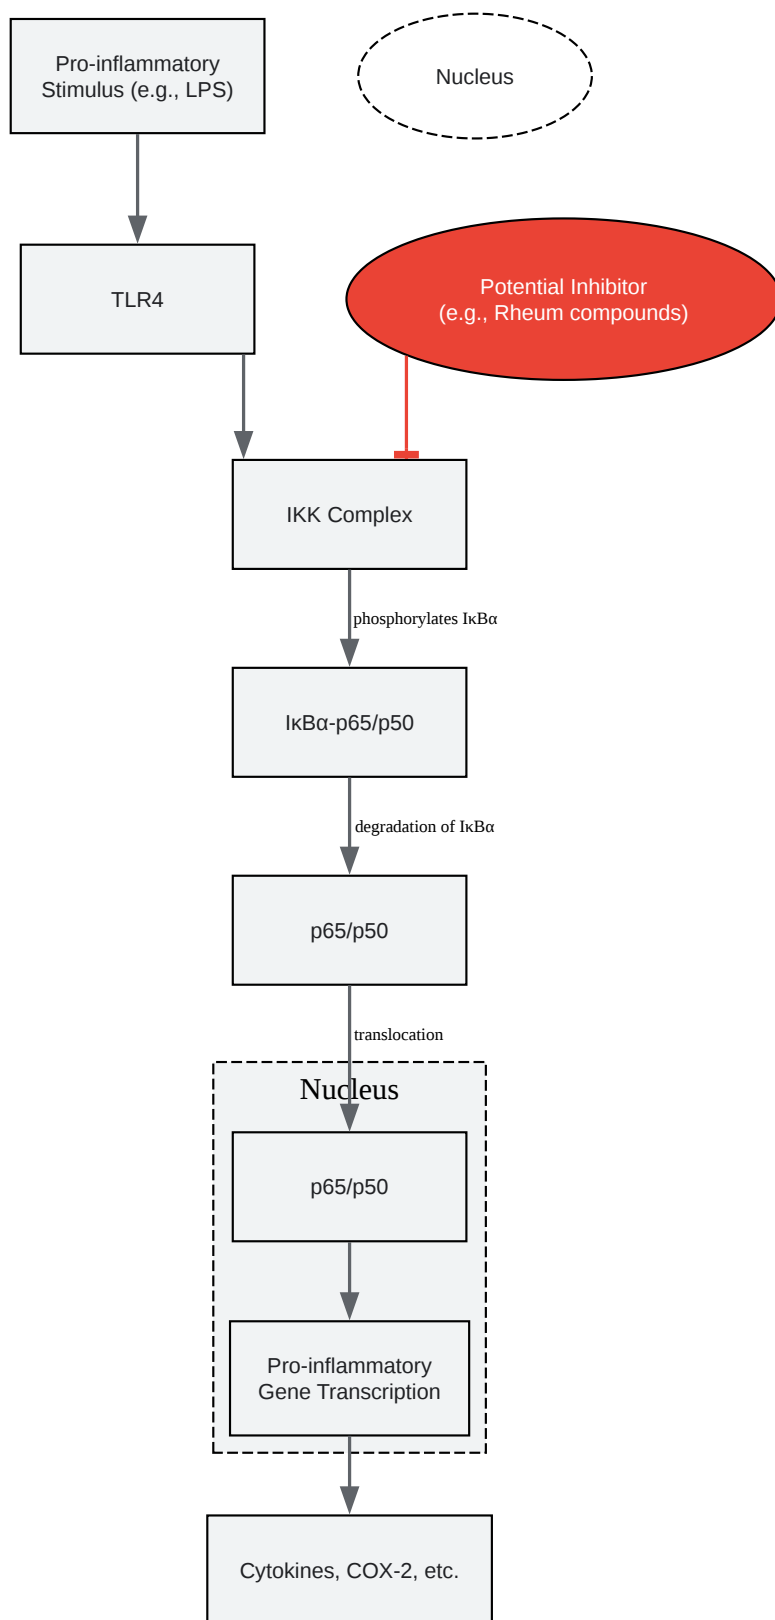 Pro-inflammatory
Stimulus (e.g., LPS)
Nucleus
TLR4
Potential Inhibitor
(e.g., Rheum compounds)
IKK Complex
phosphorylates IκBα
IκBα-p65/p50
degradation of IκBα
p65/p50
translocation
Nucleus
p65/p50
Pro-inflammatory
Gene Transcription
Cytokines, COX-2, etc.